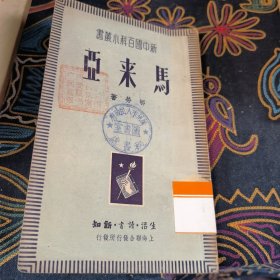 新中國百科小叢書
馬來亞
生活·讀書·新知
上海聯合發行所發行